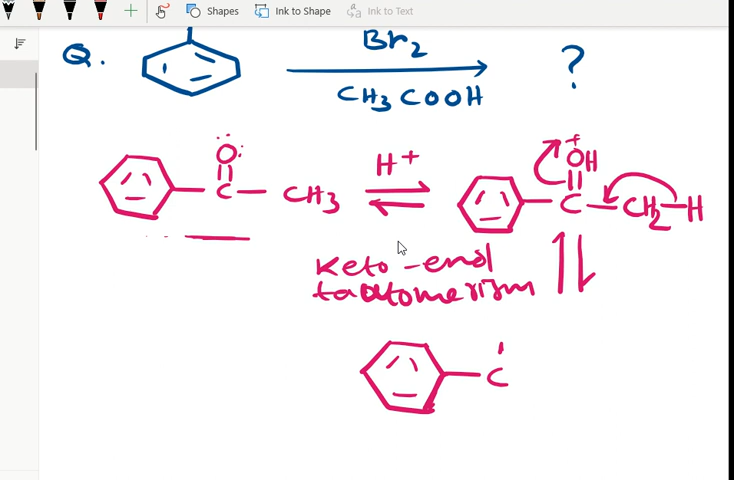 Shapes Ink to Shape Ink to Text
Q. Br2
CH3COOH ?
O
C CH3
H+
+
OH
C CH2 H
Keto-enol
tautomerism
C